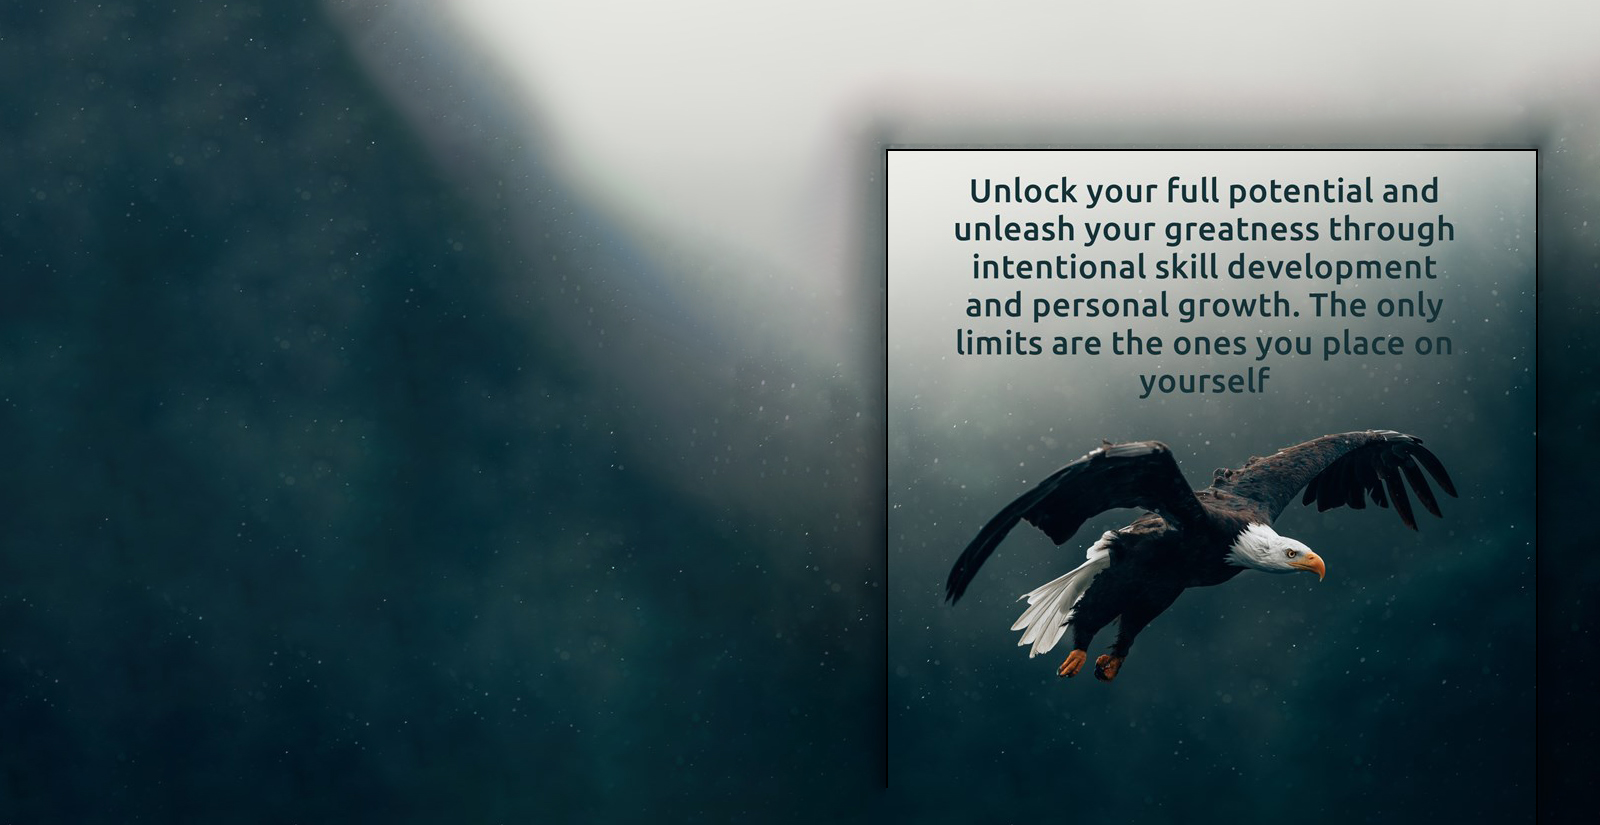 Unlock your full potential and
unleash your greatness through
intentional skill development
and personal growth. The only
limits are the ones you place on
yourself